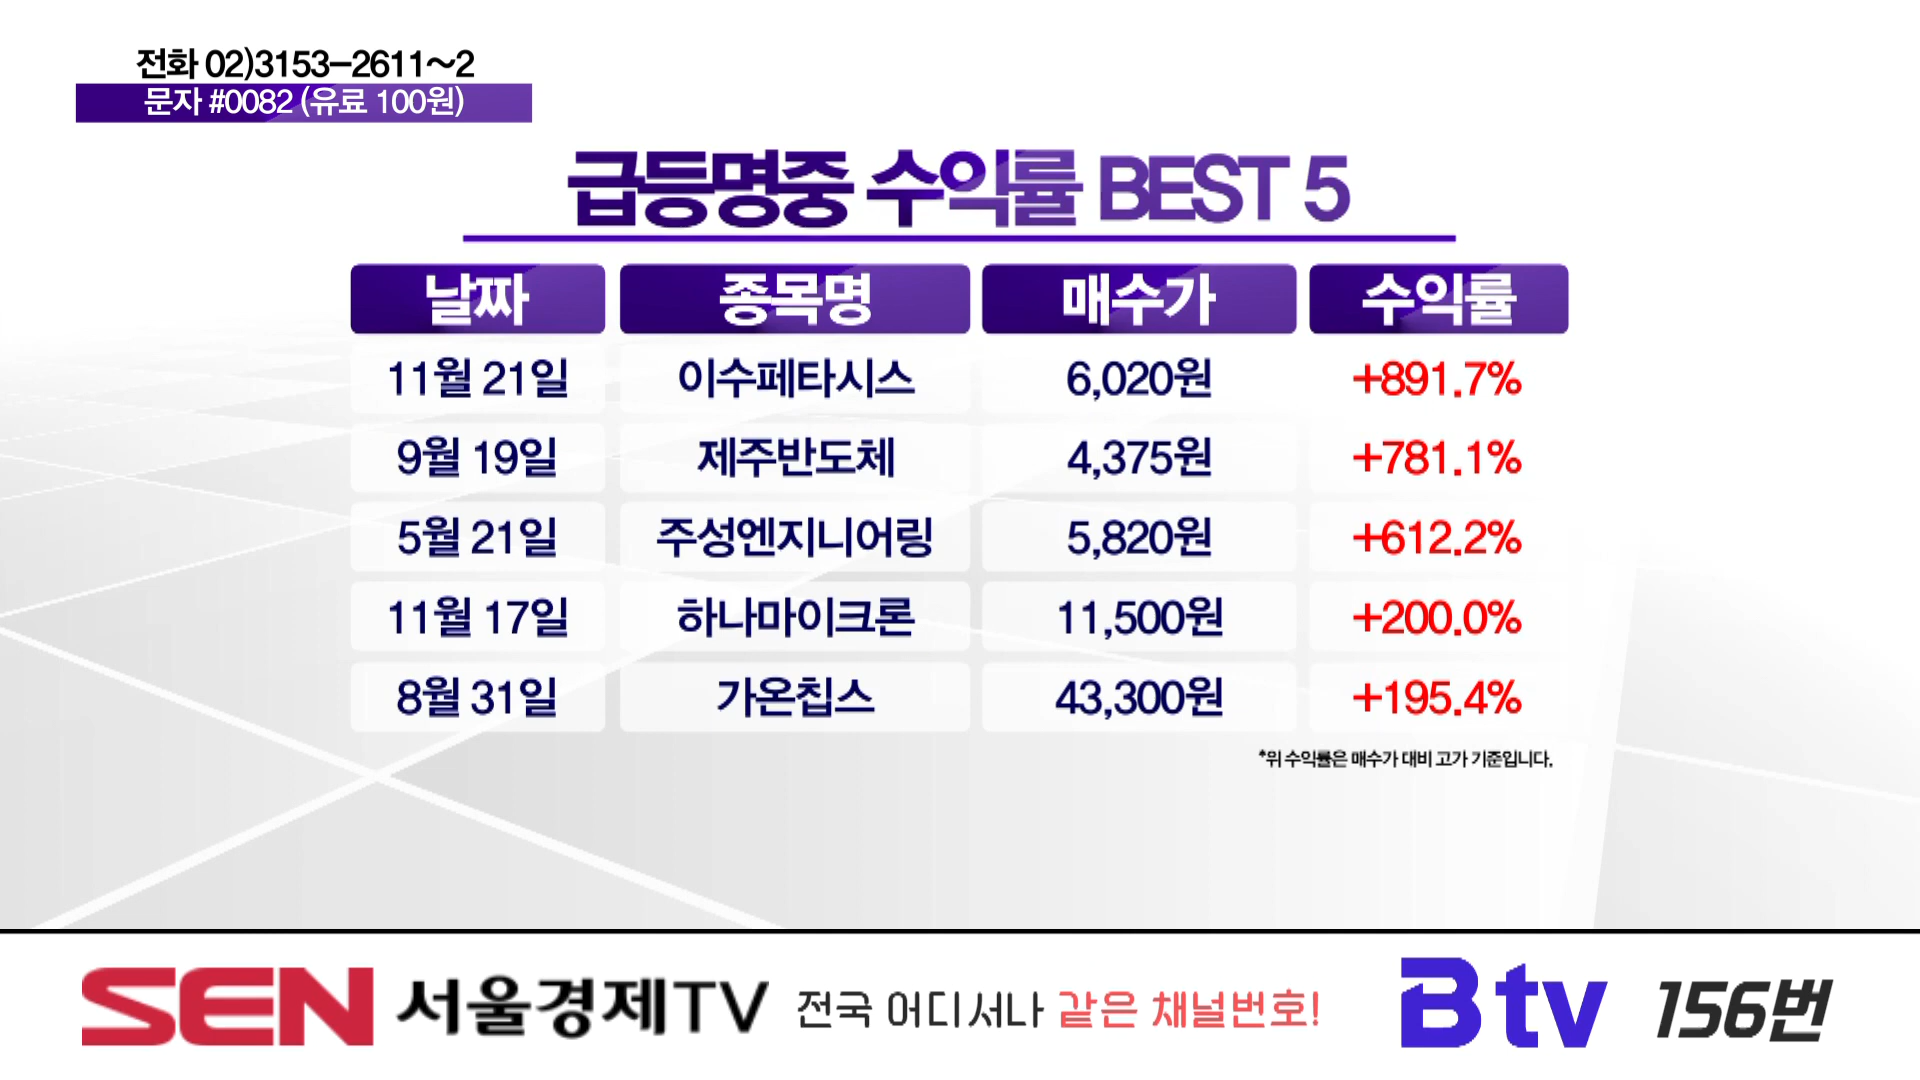 전화 02)3153-2611~2
문자 #0082 (유료 100원)
급등명중 수익률 BEST 5
날짜 종목명 매수가 수익률
11월 21일 이수페타시스 6,020원 +891.7%
9월 19일 제주반도체 4,375원 +781.1%
5월 21일 주성엔지니어링 5,820원 +612.2%
11월 17일 하나마이크론 11,500원 +200.0%
8월 31일 가온칩스 43,300원 +195.4%
*위 수익률은 매수가 대비 고가 기준입니다.
SEN 서울경제TV 전국 어디서나 같은 채널번호! B tv 156번